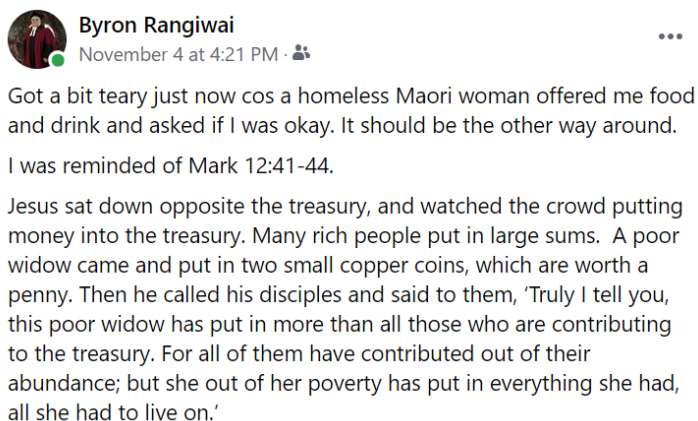 Byron Rangiwai
November 4 at 4:21 PM ·
Got a bit teary just now cos a homeless Maori woman offered me food
and drink and asked if I was okay. It should be the other way around.
I was reminded of Mark 12:41-44.
Jesus sat down opposite the treasury, and watched the crowd putting
money into the treasury. Many rich people put in large sums.  A poor
widow came and put in two small copper coins, which are worth a
penny. Then he called his disciples and said to them, ‘Truly I tell you,
this poor widow has put in more than all those who are contributing
to the treasury. For all of them have contributed out of their
abundance; but she out of her poverty has put in everything she had,
all she had to live on.’